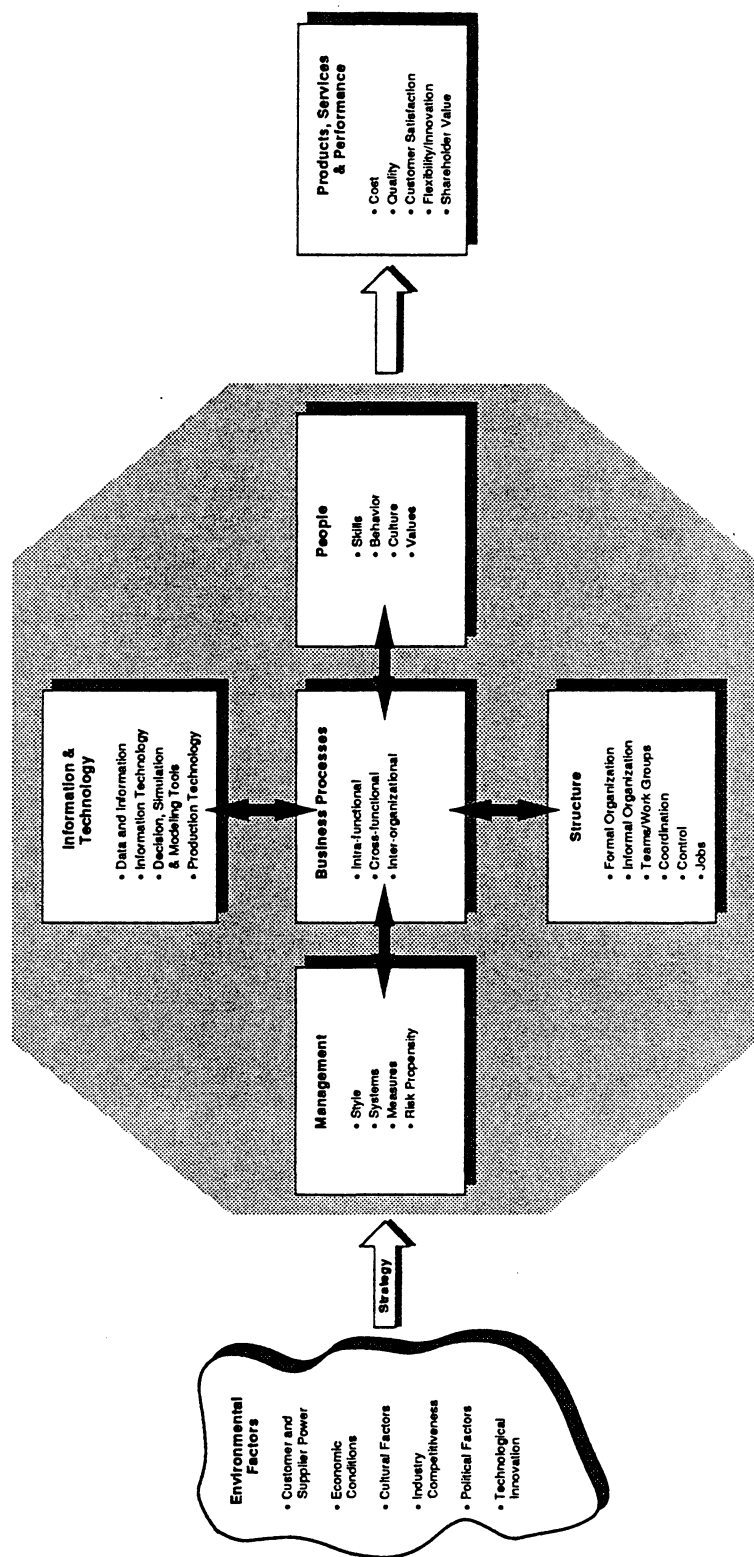 Environmental
Factors
• Customer and
Supplier Power
• Economic
Conditions
• Cultural Factors
• Industry
Competitiveness
• Political Factors
• Technological
Innovation
Strategy
Management
• Style
• Systems
• Measures
• Risk Propensity
Information &
Technology
• Data and Information
• Information Technology
• Decision, Simulation
& Modeling Tools
• Production Technology
Business Processes
• Intra-functional
• Cross-functional
• Inter-organizational
Structure
• Formal Organization
• Informal Organization
• Teams/Work Groups
• Coordination
• Control
• Jobs
People
• Skills
• Behavior
• Culture
• Values
Products, Services
& Performance
• Cost
• Quality
• Customer Satisfaction
• Flexibility/Innovation
• Shareholder Value